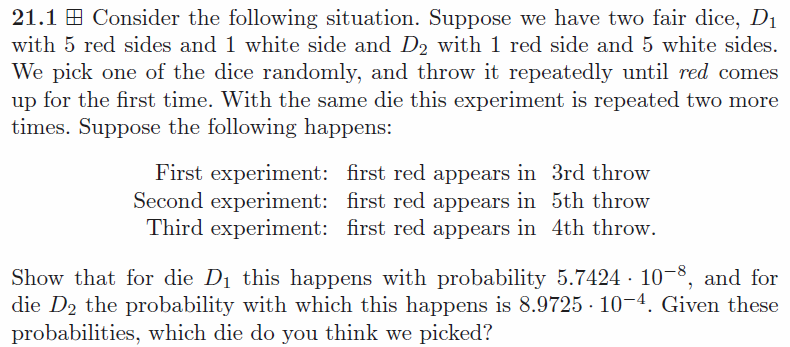 21.1 ⊞ Consider the following situation. Suppose we have two fair dice, D₁
with 5 red sides and 1 white side and D₂ with 1 red side and 5 white sides.
We pick one of the dice randomly, and throw it repeatedly until red comes
up for the first time. With the same die this experiment is repeated two more
times. Suppose the following happens:
First experiment: first red appears in 3rd throw
Second experiment: first red appears in 5th throw
Third experiment: first red appears in 4th throw.
Show that for die D₁ this happens with probability 5.7424 · 10⁻⁸, and for
die D₂ the probability with which this happens is 8.9725 · 10⁻⁴. Given these
probabilities, which die do you think we picked?